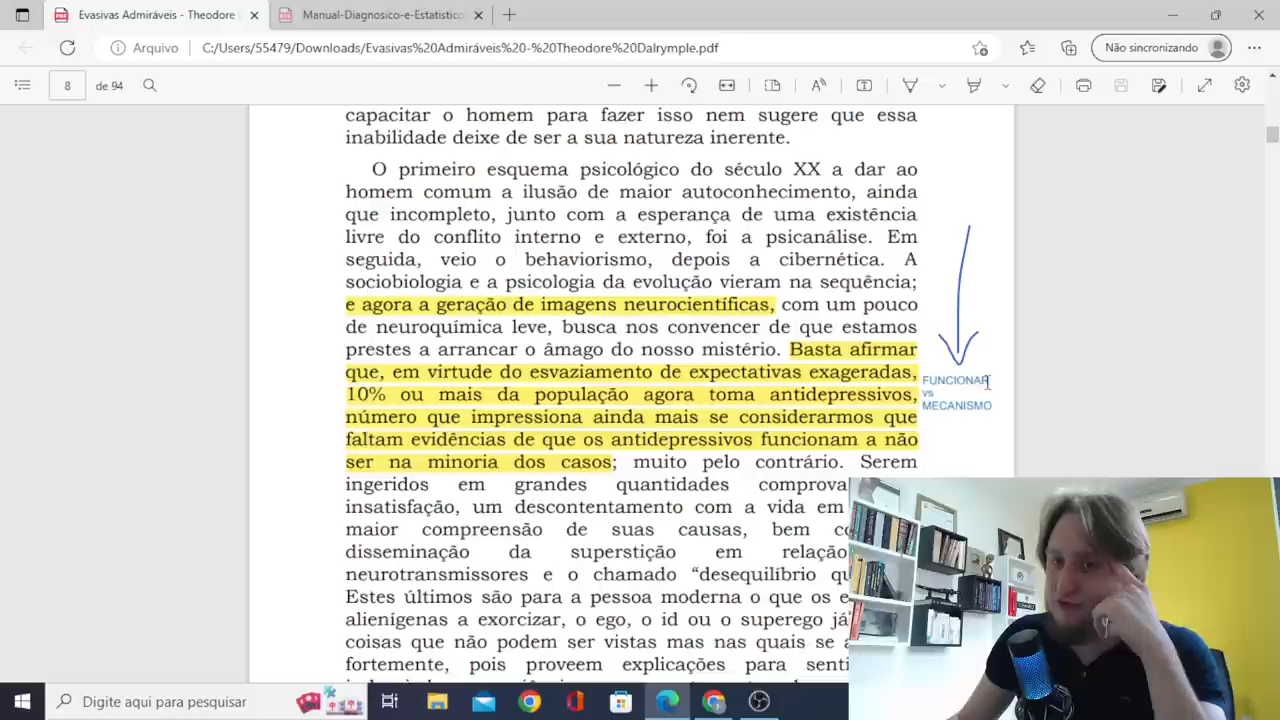 Evasivas Admiráveis - Theodore
Manual-Diagnosico-e-Estatistico
Arquivo
C:/Users/55479/Downloads/Evasivas%20Admiráveis%20-%20Theodore%20Dalrymple.pdf
Não sincronizando
8 de 94
capacitar o homem para fazer isso nem sugere que essa
inabilidade deixe de ser a sua natureza inerente.
O primeiro esquema psicológico do século XX a dar ao
homem comum a ilusão de maior autoconhecimento, ainda
que incompleto, junto com a esperança de uma existência
livre do conflito interno e externo, foi a psicanálise. Em
seguida, veio o behaviorismo, depois a cibernética. A
sociobiologia e a psicologia da evolução vieram na sequência;
e agora a geração de imagens neurocientíficas, com um pouco
de neuroquímica leve, busca nos convencer de que estamos
prestes a arrancar o âmago do nosso mistério. Basta afirmar
que, em virtude do esvaziamento de expectativas exageradas,
10% ou mais da população agora toma antidepressivos,
número que impressiona ainda mais se considerarmos que
faltam evidências de que os antidepressivos funcionam a não
ser na minoria dos casos; muito pelo contrário. Serem
ingeridos em grandes quantidades comprova
insatisfação, um descontentamento com a vida em
maior compreensão de suas causas, bem co
disseminação da superstição em relação
neurotransmissores e o chamado “desequilíbrio qu
Estes últimos são para a pessoa moderna o que os e
alienígenas a exorcizar, o ego, o id ou o superego já
coisas que não podem ser vistas mas nas quais se a
fortemente, pois proveem explicações para senti
FUNCIONAR
vs
MECANISMO
Digite aqui para pesquisar